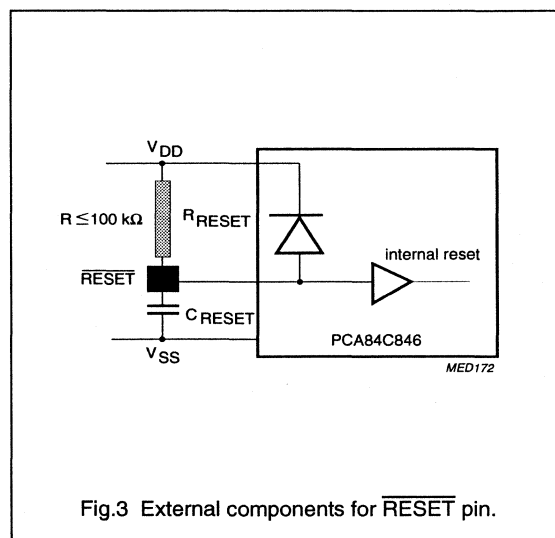 VDD
R ≤100 kΩ
RRESET
RESET
internal reset
CRESET
VSS
PCA84C846
MED172
Fig.3 External components for RESET pin.